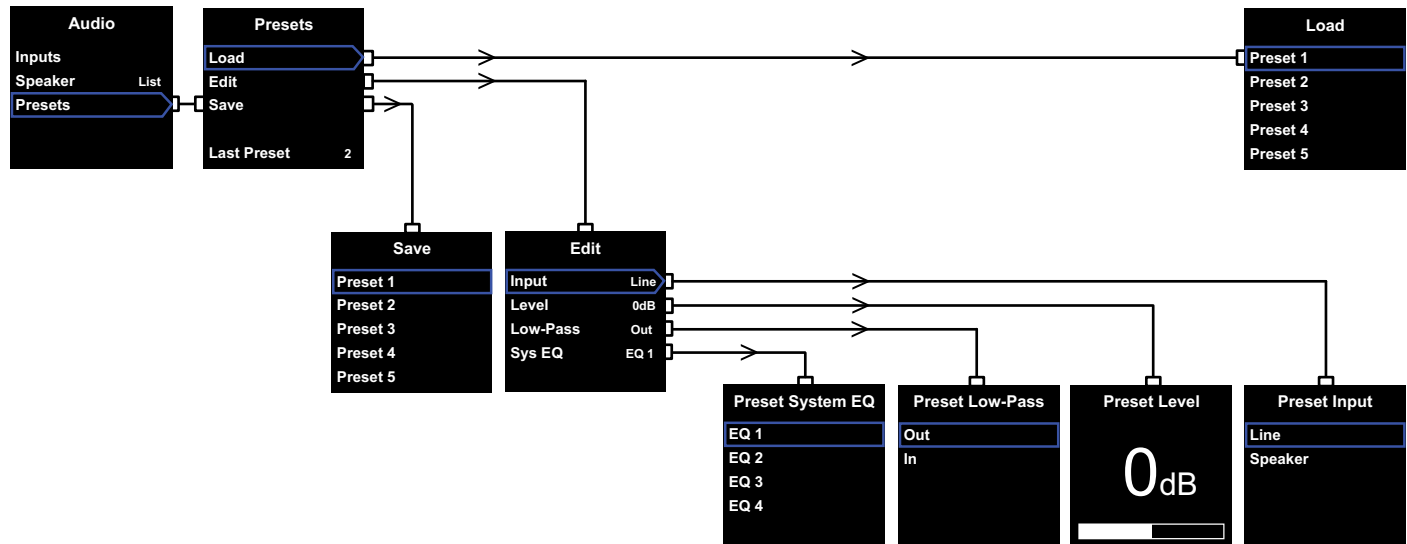 Audio
Inputs
Speaker List
Presets
Presets
Load
Edit
Save
Last Preset 2
Load
Preset 1
Preset 2
Preset 3
Preset 4
Preset 5
Save
Preset 1
Preset 2
Preset 3
Preset 4
Preset 5
Edit
Input Line
Level 0dB
Low-Pass Out
Sys EQ EQ 1
Preset System EQ
EQ 1
EQ 2
EQ 3
EQ 4
Preset Low-Pass
Out
In
Preset Level
0dB
Preset Input
Line
Speaker